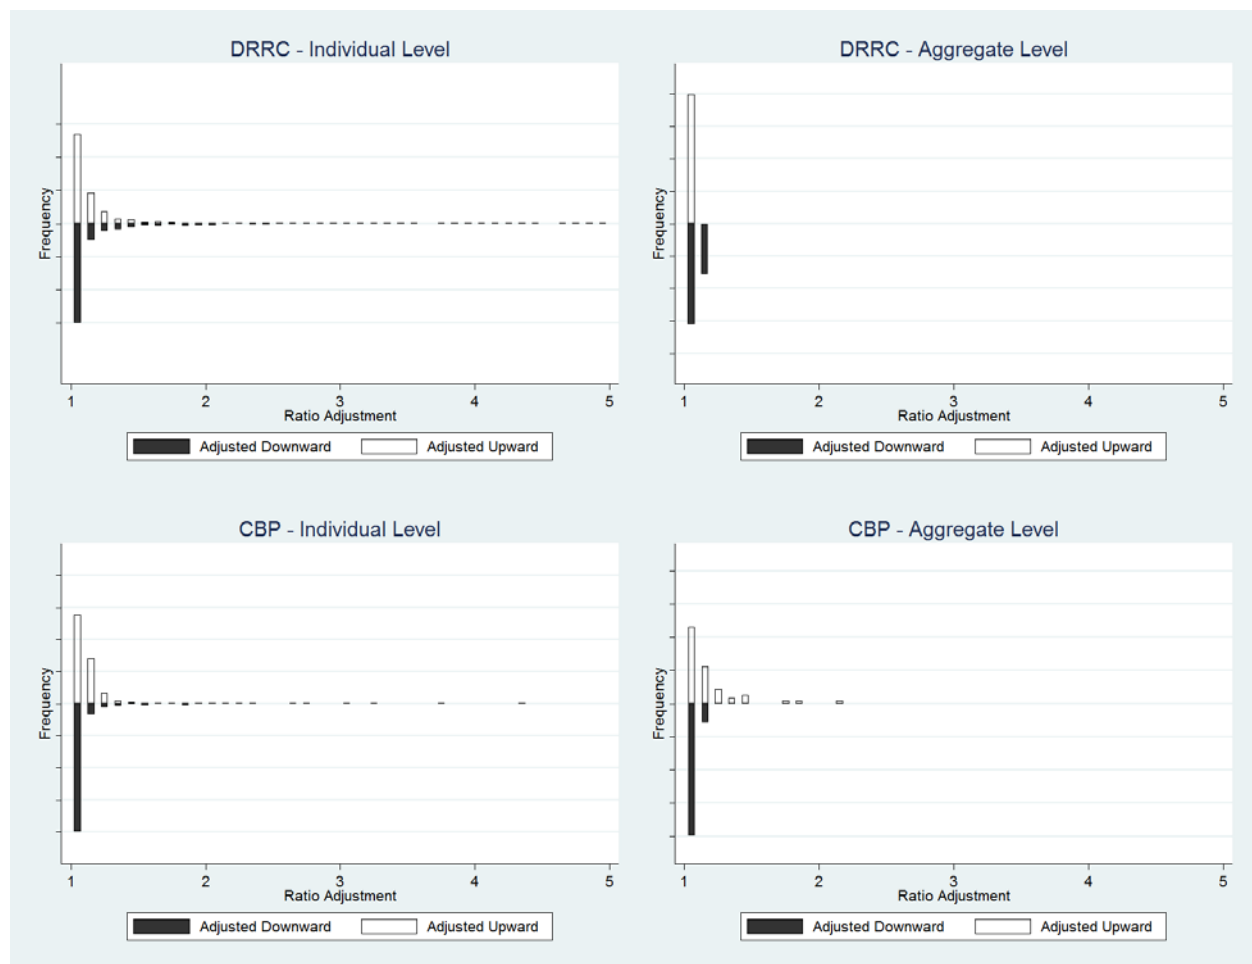 DRRC - Individual Level
Frequency
1 2 3 4 5
Ratio Adjustment
Adjusted Downward Adjusted Upward
DRRC - Aggregate Level
Frequency
1 2 3 4 5
Ratio Adjustment
Adjusted Downward Adjusted Upward
CBP - Individual Level
Frequency
1 2 3 4 5
Ratio Adjustment
Adjusted Downward Adjusted Upward
CBP - Aggregate Level
Frequency
1 2 3 4 5
Ratio Adjustment
Adjusted Downward Adjusted Upward